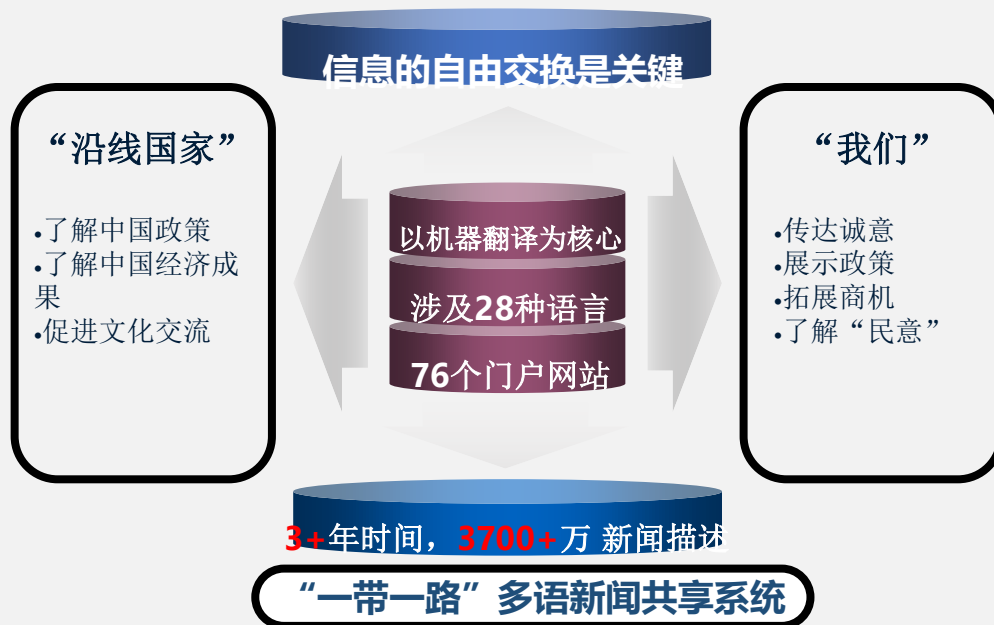 信息的自由交换是关键
“沿线国家”
•了解中国政策
•了解中国经济成
果
•促进文化交流
以机器翻译为核心
涉及28种语言
76个门户网站
“我们”
•传达诚意
•展示政策
•拓展商机
•了解“民意”
3+年时间，3700+万 新闻描述
“一带一路”多语新闻共享系统